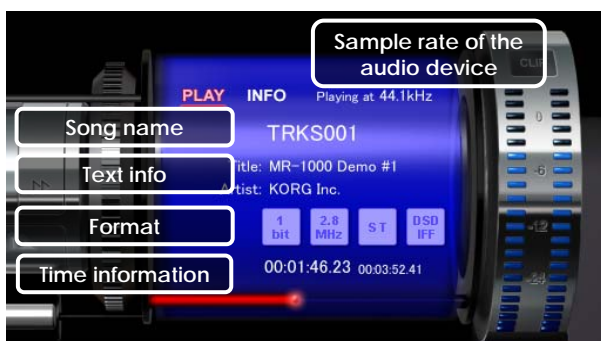 Sample rate of the
audio device
CLIP
PLAY INFO Playing at 44.1kHz
0
Song name
TRKS001
Text info
Title: MR-1000 Demo #1
-6
Artist: KORG Inc.
Format
1 bit 2.8 MHz ST DSD IFF
-12
Time information
00:01:46.23 00:03:52.41
-24